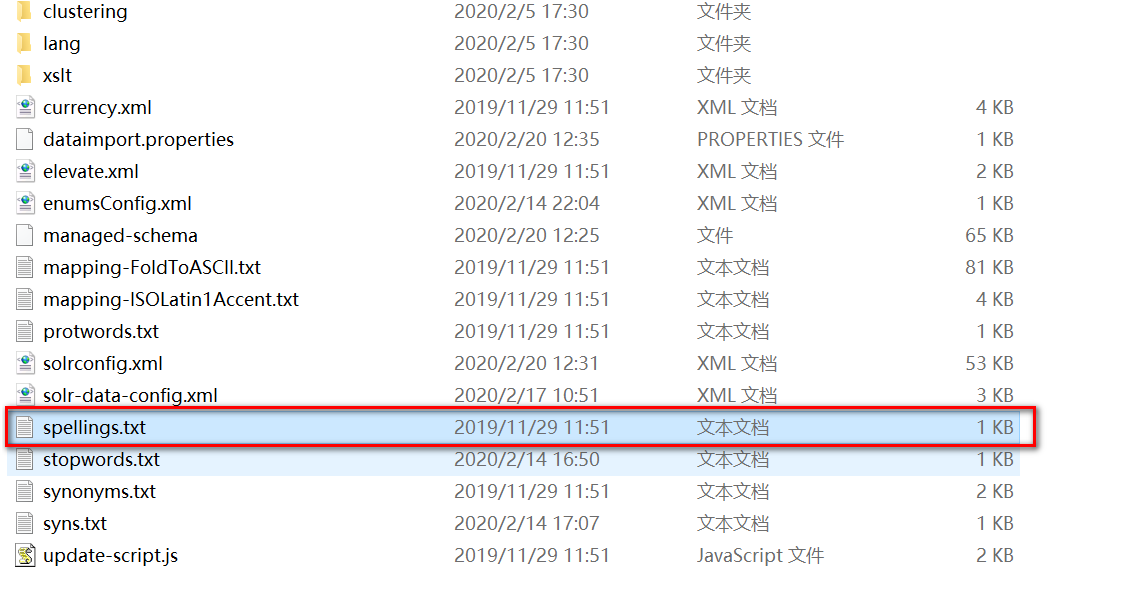 clustering 2020/2/5 17:30 文件夹
lang 2020/2/5 17:30 文件夹
xslt 2020/2/5 17:30 文件夹
currency.xml 2019/11/29 11:51 XML 文档 4 KB
dataimport.properties 2020/2/20 12:35 PROPERTIES 文件 1 KB
elevate.xml 2019/11/29 11:51 XML 文档 2 KB
enumsConfig.xml 2020/2/14 22:04 XML 文档 1 KB
managed-schema 2020/2/20 12:25 文件 65 KB
mapping-FoldToASCII.txt 2019/11/29 11:51 文本文档 81 KB
mapping-ISOLatin1Accent.txt 2019/11/29 11:51 文本文档 4 KB
protwords.txt 2019/11/29 11:51 文本文档 1 KB
solrconfig.xml 2020/2/20 12:31 XML 文档 53 KB
solr-data-config.xml 2020/2/17 10:51 XML 文档 3 KB
spellings.txt 2019/11/29 11:51 文本文档 1 KB
stopwords.txt 2020/2/14 16:50 文本文档 1 KB
synonyms.txt 2019/11/29 11:51 文本文档 2 KB
syns.txt 2020/2/14 17:07 文本文档 1 KB
update-script.js 2019/11/29 11:51 JavaScript 文件 2 KB